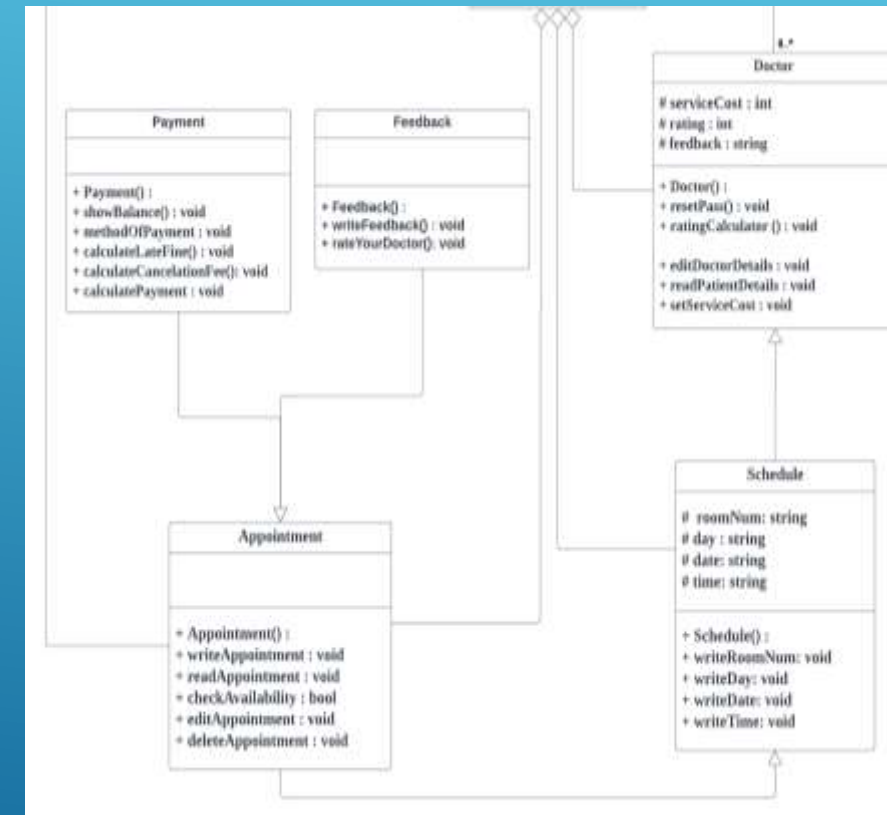 Payment
+ Payment() :
+ showBalance() : void
+ methodOfPayment : void
+ calculateLateFine() : void
+ calculateCancelationFee(): void
+ calculatePayment : void
Feedback
+ Feedback() :
+ writeFeedback() : void
+ rateYourDoctor(): void
Doctor
# serviceCost : int
# rating : int
# feedback : string
+ Doctor() :
+ resetPass() : void
+ ratingCalculator () : void
+ editDoctorDetails : void
+ readPatientDetails : void
+ setServiceCost : void
Appointment
+ Appointment() :
+ writeAppointment : void
+ readAppointment : void
+ checkAvailability : bool
+ editAppointment : void
+ deleteAppointment : void
Schedule
# roomNum: string
# day : string
# date: string
# time: string
+ Schedule() :
+ writeRoomNum: void
+ writeDay: void
+ writeDate: void
+ writeTime: void